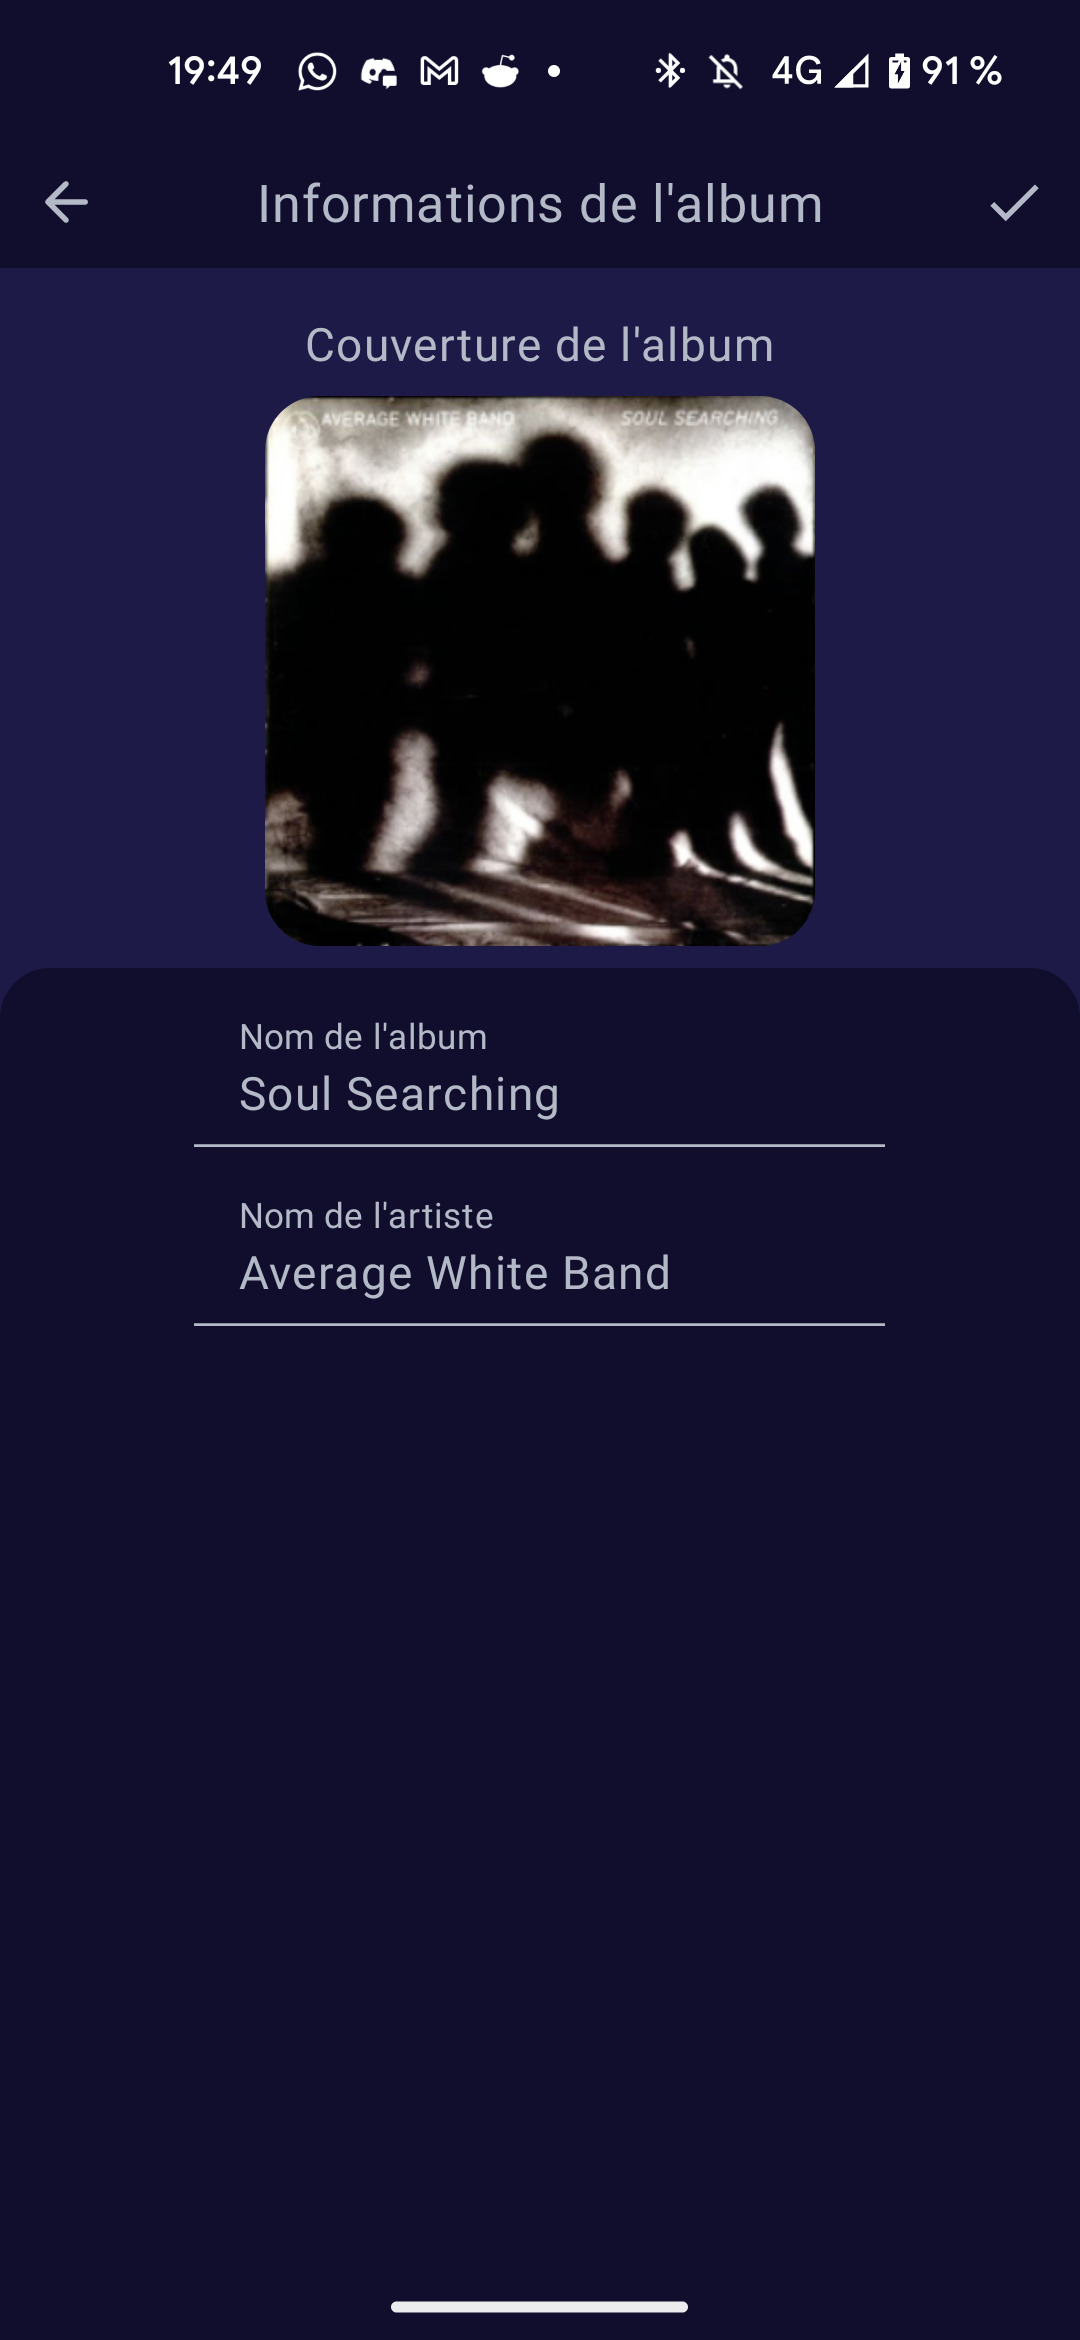 19:49 4G 91 %
Informations de l'album
Couverture de l'album
AVERAGE WHITE BAND SOUL SEARCHING
Nom de l'album
Soul Searching
Nom de l'artiste
Average White Band